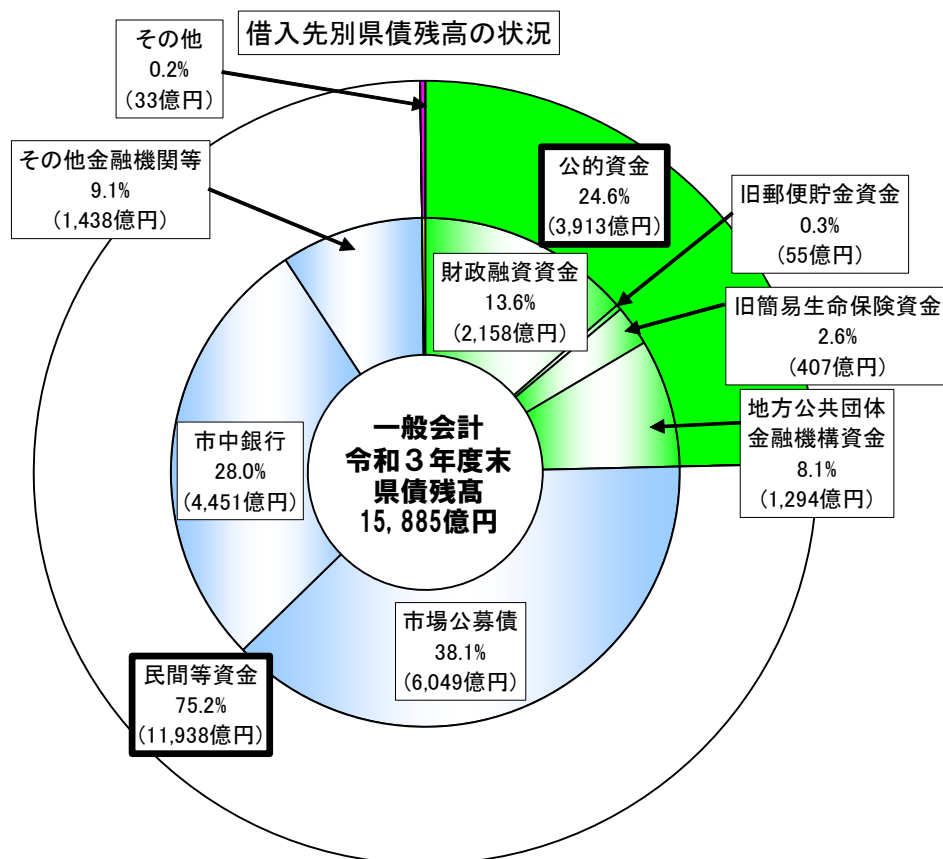 借入先別県債残高の状況
その他
0.2%
(33億円)
その他金融機関等
9.1%
(1,438億円)
公的資金
24.6%
(3,913億円)
旧郵便貯金資金
0.3%
(55億円)
財政融資資金
13.6%
(2,158億円)
旧簡易生命保険資金
2.6%
(407億円)
地方公共団体
金融機構資金
8.1%
(1,294億円)
一般会計
令和３年度末
県債残高
15,885億円
市中銀行
28.0%
(4,451億円)
市場公募債
38.1%
(6,049億円)
民間等資金
75.2%
(11,938億円)